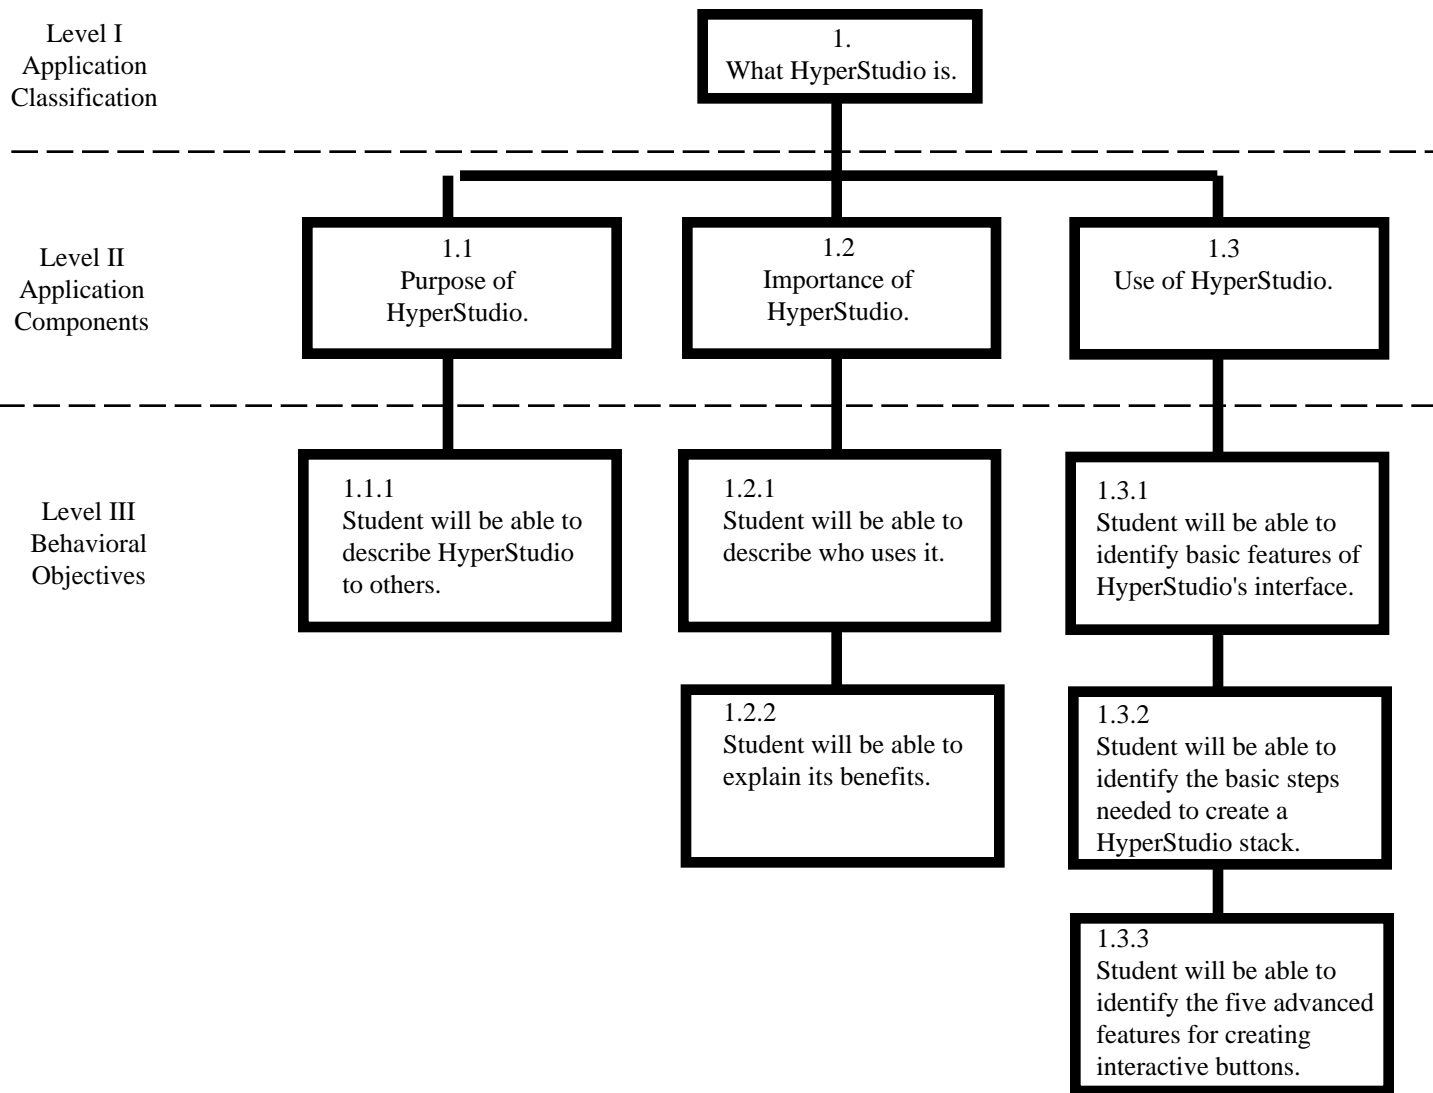 Level I
Application
Classification
1.
What HyperStudio is.
Level II
Application
Components
1.1
Purpose of
HyperStudio.
1.2
Importance of
HyperStudio.
1.3
Use of HyperStudio.
Level III
Behavioral
Objectives
1.1.1
Student will be able to
describe HyperStudio
to others.
1.2.1
Student will be able to
describe who uses it.
1.3.1
Student will be able to
identify basic features of
HyperStudio's interface.
1.2.2
Student will be able to
explain its benefits.
1.3.2
Student will be able to
identify the basic steps
needed to create a
HyperStudio stack.
1.3.3
Student will be able to
identify the five advanced
features for creating
interactive buttons.